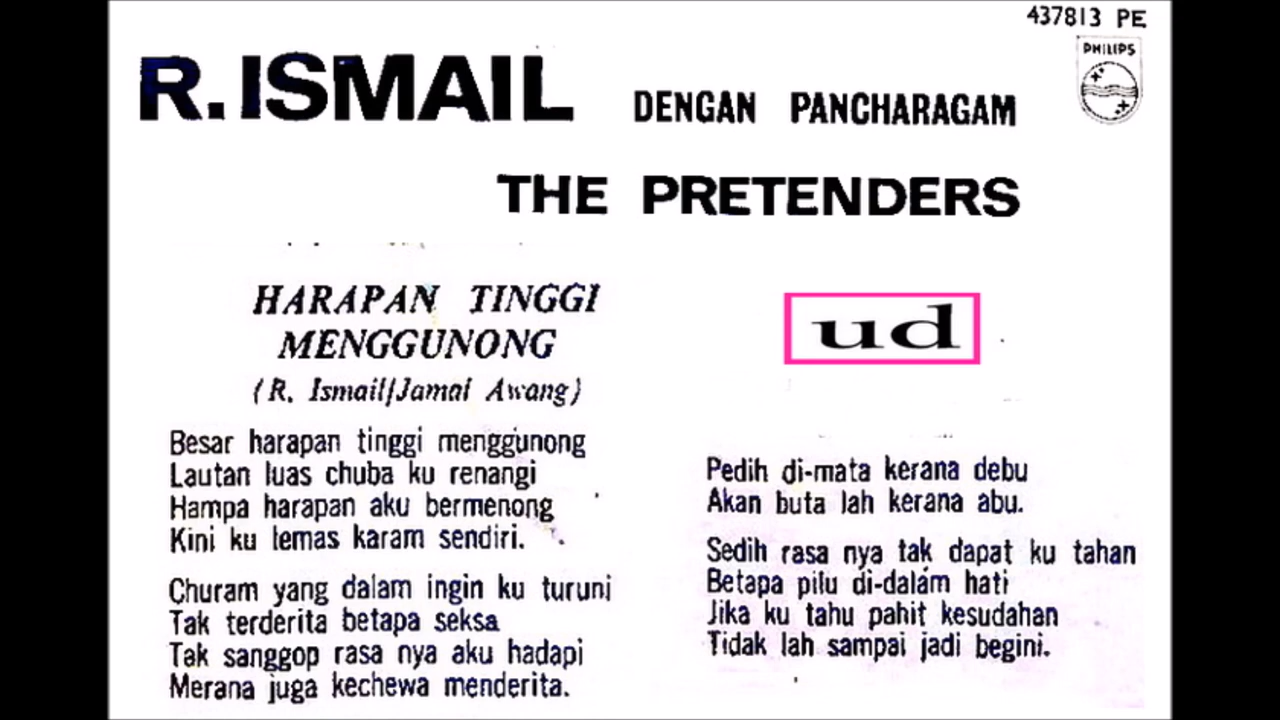 437813 PE
PHILIPS
R. ISMAIL DENGAN PANCHARAGAM
THE PRETENDERS
HARAPAN TINGGI
MENGGUNONG
(R. Ismail/Jamal Awang)
Besar harapan tinggi menggunong
Lautan luas chuba ku renangi
Hampa harapan aku bermenong
Kini ku lemas karam sendiri.
Churam yang dalam ingin ku turuni
Tak terderita betapa seksa
Tak sanggop rasa nya aku hadapi
Merana juga kechewa menderita.
ud
Pedih di-mata kerana debu
Akan buta lah kerana abu.
Sedih rasa nya tak dapat ku tahan
Betapa pilu di-dalam hati
Jika ku tahu pahit kesudahan
Tidak lah sampai jadi begini.